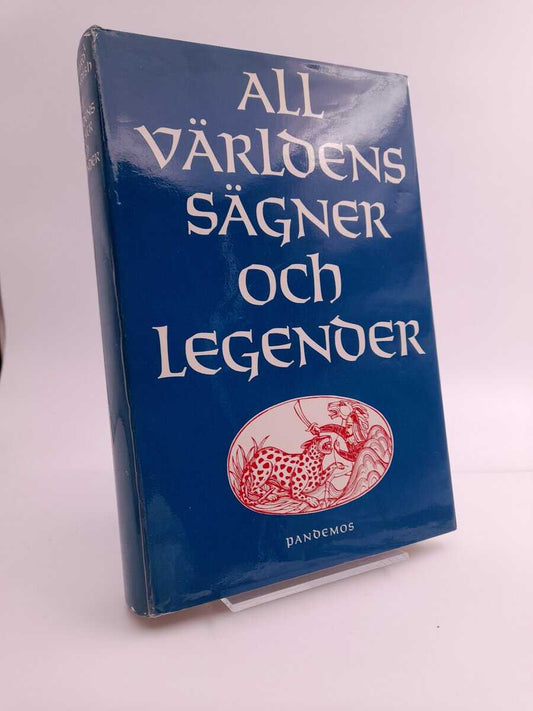 ALL
VÄRLDENS
SÄGNER
och
LEGENDER
PANDEMOS